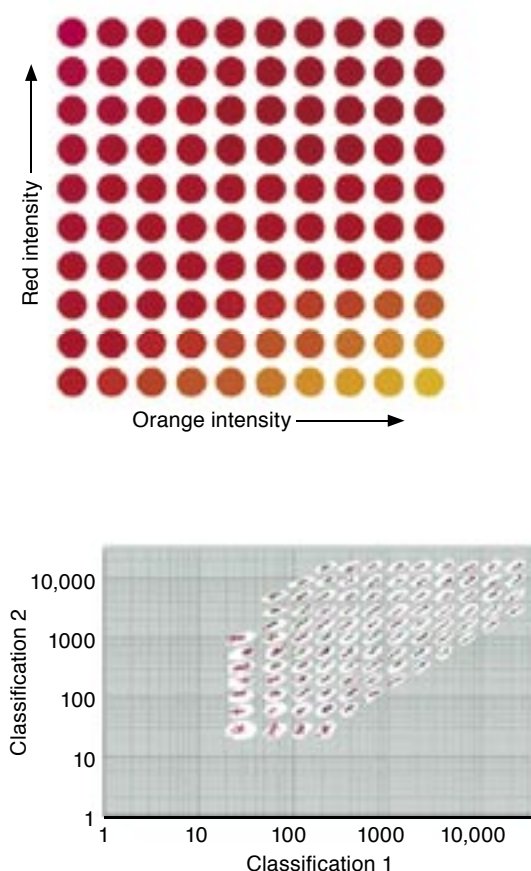 Red intensity
Orange intensity
Classification 2
10,000
1000
100
10
1
1
10
100
1000
10,000
Classification 1